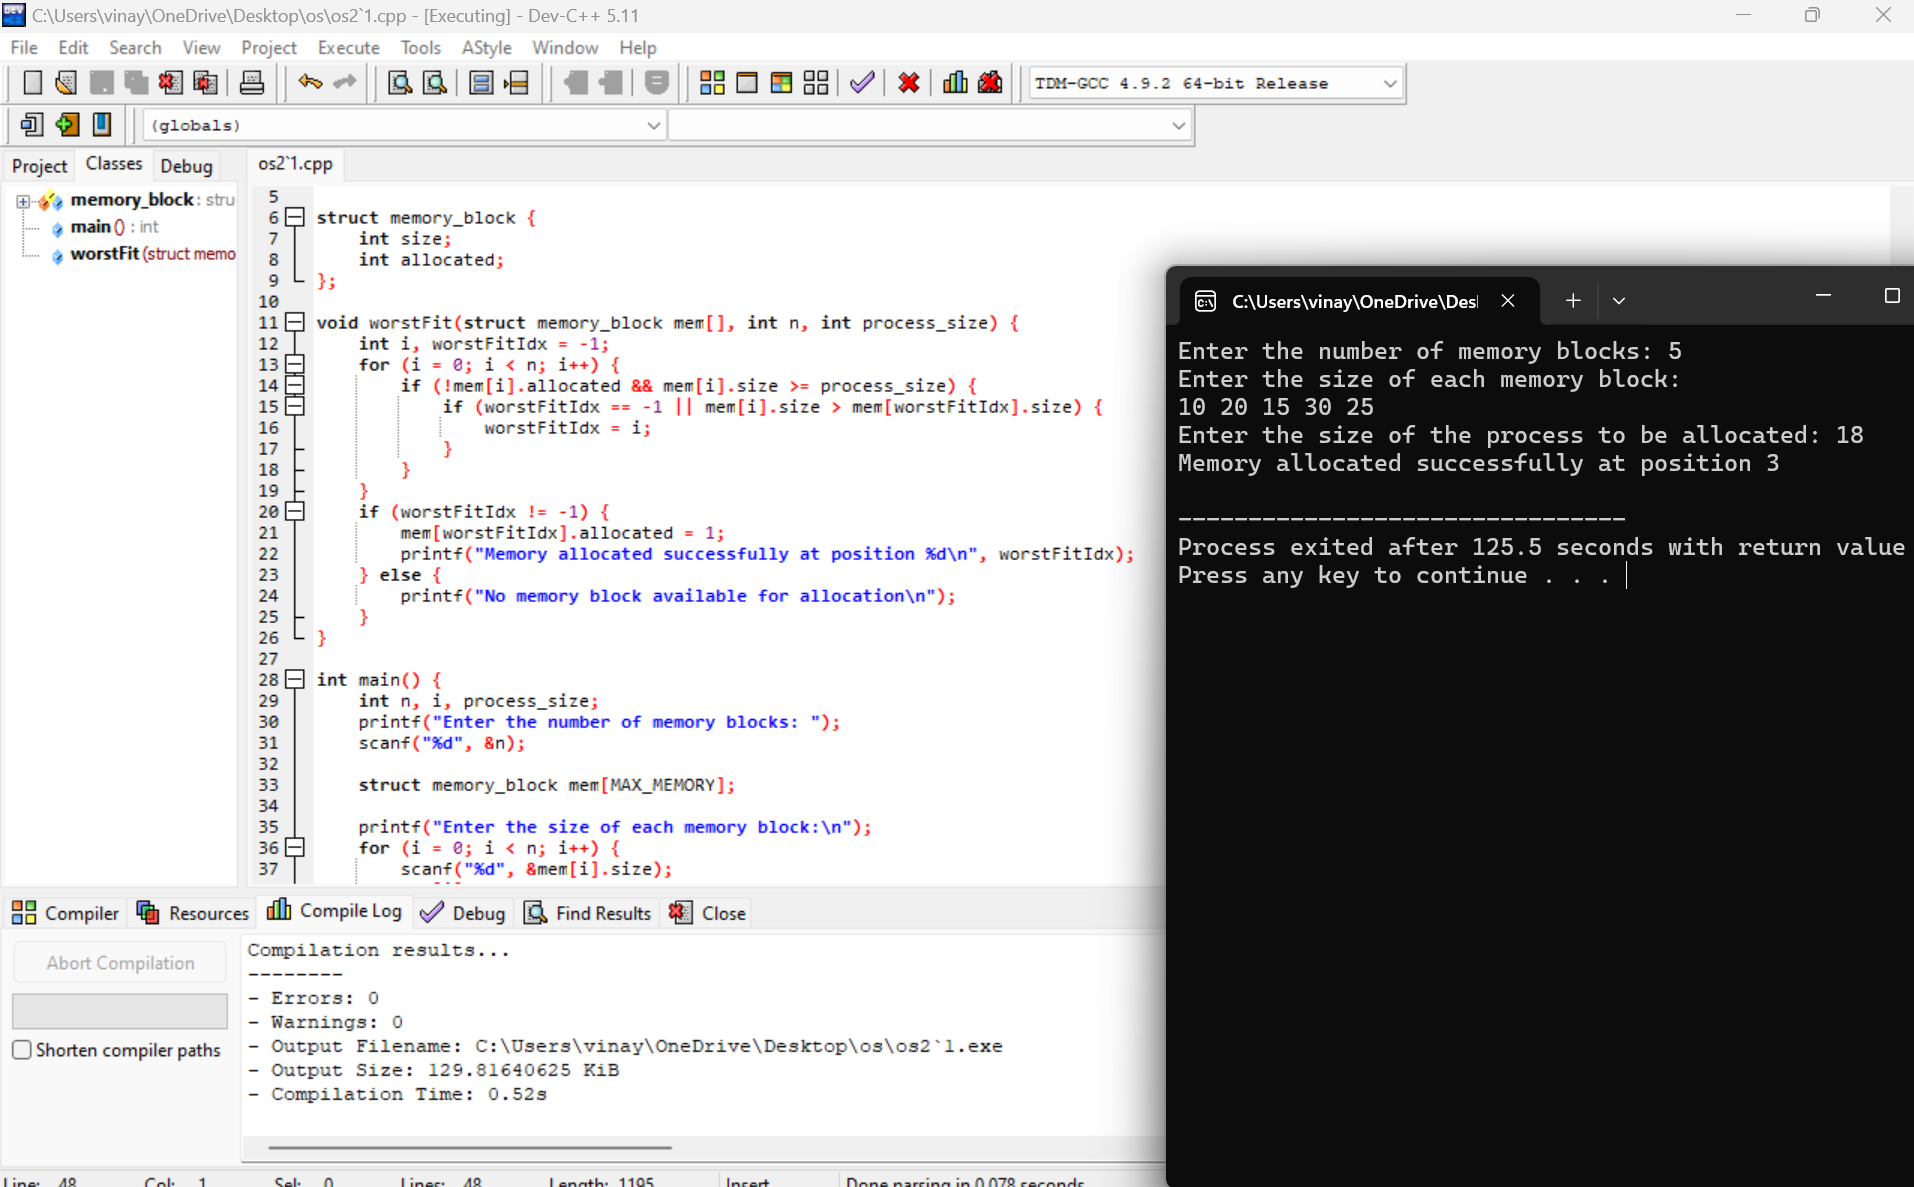 C:\Users\vinay\OneDrive\Desktop\os\os2`1.cpp - [Executing] - Dev-C++ 5.11
File Edit Search View Project Execute Tools AStyle Window Help
TDM-GCC 4.9.2 64-bit Release
(globals)
Project Classes Debug
os2`1.cpp
memory_block : stru
main () : int
worstFit (struct memo
5
6 struct memory_block {
7 int size;
8 int allocated;
9 };
10
11 void worstFit(struct memory_block mem[], int n, int process_size) {
12 int i, worstFitIdx = -1;
13 for (i = 0; i < n; i++) {
14 if (!mem[i].allocated && mem[i].size >= process_size) {
15 if (worstFitIdx == -1 || mem[i].size > mem[worstFitIdx].size) {
16 worstFitIdx = i;
17 }
18 }
19 }
20 if (worstFitIdx != -1) {
21 mem[worstFitIdx].allocated = 1;
22 printf("Memory allocated successfully at position %d\n", worstFitIdx);
23 } else {
24 printf("No memory block available for allocation\n");
25 }
26 }
27
28 int main() {
29 int n, i, process_size;
30 printf("Enter the number of memory blocks: ");
31 scanf("%d", &n);
32
33 struct memory_block mem[MAX_MEMORY];
34
35 printf("Enter the size of each memory block:\n");
36 for (i = 0; i < n; i++) {
37 scanf("%d", &mem[i].size);
C:\Users\vinay\OneDrive\Des
Enter the number of memory blocks: 5
Enter the size of each memory block:
10 20 15 30 25
Enter the size of the process to be allocated: 18
Memory allocated successfully at position 3
--------------------------------
Process exited after 125.5 seconds with return value
Press any key to continue . . .
Compiler Resources Compile Log Debug Find Results Close
Abort Compilation
Shorten compiler paths
Compilation results...
--------
- Errors: 0
- Warnings: 0
- Output Filename: C:\Users\vinay\OneDrive\Desktop\os\os2`1.exe
- Output Size: 129.81640625 KiB
- Compilation Time: 0.52s
Line: 48 Col: 1 Sel: 0 Lines: 48 Length: 1195 Insert Done parsing in 0.078 seconds